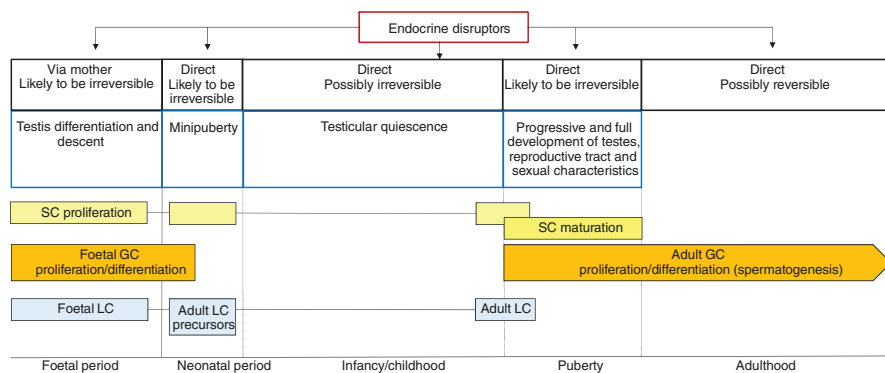 Endocrine disruptors
Via mother
Likely to be irreversible
Direct
Likely to be
irreversible
Direct
Possibly irreversible
Direct
Likely to be irreversible
Direct
Possibly reversible
Testis differentiation and
descent
Minipuberty
Testicular quiescence
Progressive and full
development of testes,
reproductive tract and
sexual characteristics
SC proliferation
SC maturation
Foetal GC
proliferation/differentiation
Adult GC
proliferation/differentiation (spermatogenesis)
Foetal LC
Adult LC
precursors
Adult LC
Foetal period
Neonatal period
Infancy/childhood
Puberty
Adulthood